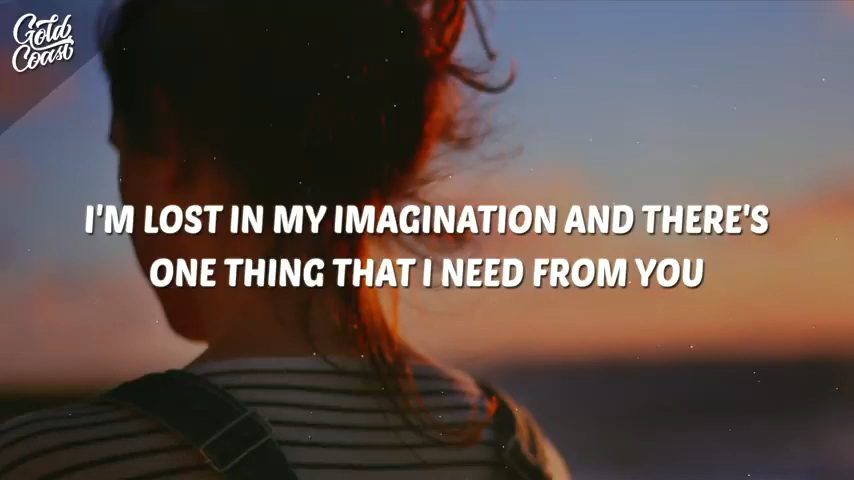 Gold
Coast
I'M LOST IN MY IMAGINATION AND THERE'S
ONE THING THAT I NEED FROM YOU